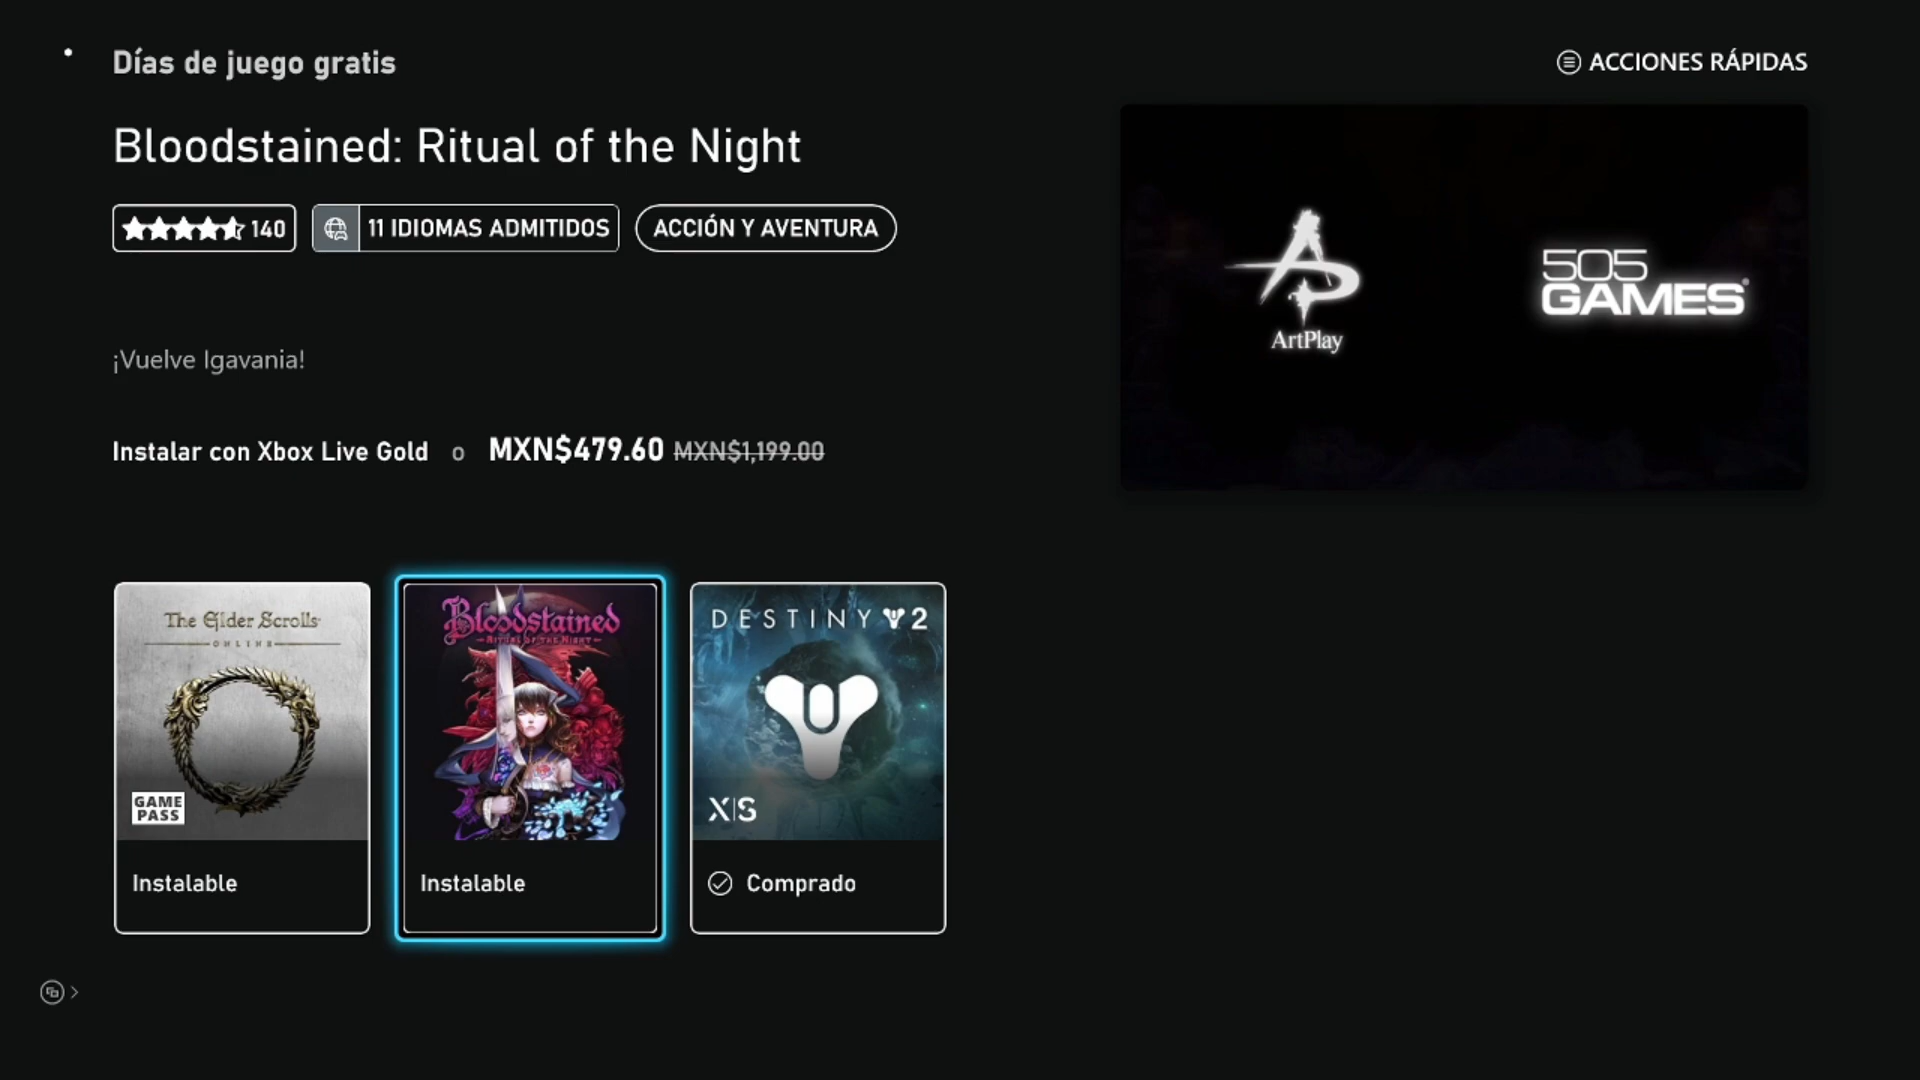 Días de juego gratis
ACCIONES RÁPIDAS
Bloodstained: Ritual of the Night
140
11 IDIOMAS ADMITIDOS
ACCIÓN Y AVENTURA
¡Vuelve Igavania!
Instalar con Xbox Live Gold o MXN$479.60 MXN$1,199.00
ArtPlay
505
GAMES
The Elder Scrolls
ONLINE
GAME
PASS
Instalable
Bloodstained
RITUAL OF THE NIGHT
Instalable
DESTINY 2
X|S
Comprado